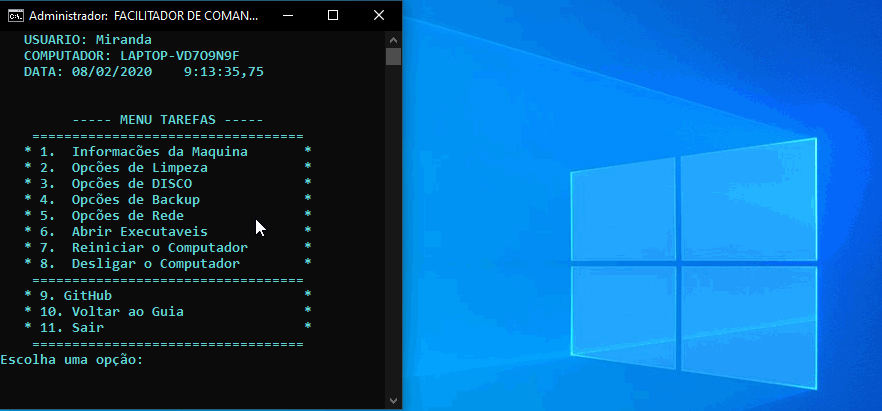 Administrador: FACILITADOR DE COMAN...
USUARIO: Miranda
COMPUTADOR: LAPTOP-VD7O9N9F
DATA: 08/02/2020    9:13:35,75
----- MENU TAREFAS -----
==================================
* 1.  Informacões da Maquina       *
* 2.  Opcões de Limpeza            *
* 3.  Opcões de DISCO              *
* 4.  Opcões de Backup             *
* 5.  Opcões de Rede               *
* 6.  Abrir Executaveis            *
* 7.  Reiniciar o Computador       *
* 8.  Desligar o Computador        *
==================================
* 9. GitHub                        *
* 10. Voltar ao Guia               *
* 11. Sair                         *
==================================
Escolha uma opção: